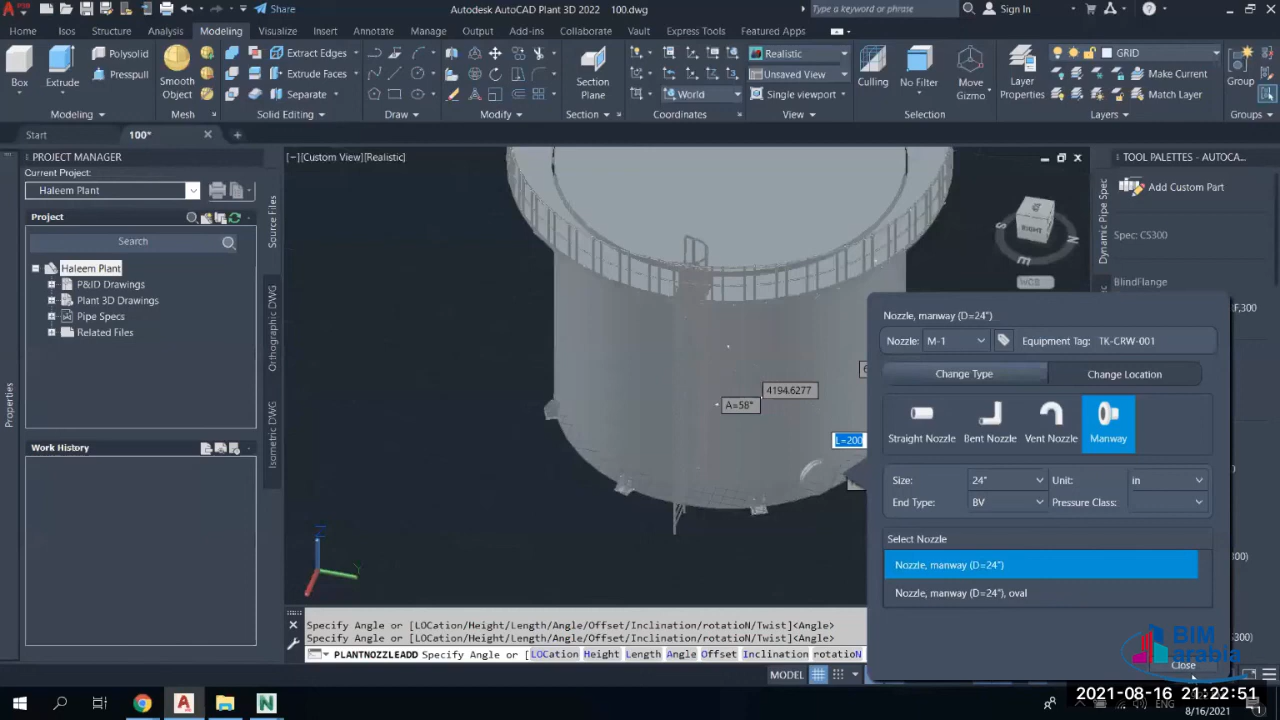 Share
Autodesk AutoCAD Plant 3D 2022 100.dwg
Type a keyword or phrase
Sign In
Home Isos Structure Analysis Modeling Visualize Insert Annotate Manage Output Add-ins Collaborate Vault Express Tools Featured Apps
Polysolid Extract Edges Realistic GRID
Presspull Extrude Faces Unsaved View Make Current
Box Extrude Smooth Object Separate Section Plane World Single viewport Culling No Filter Move Gizmo Layer Properties Match Layer Group
Modeling Mesh Solid Editing Draw Modify Section Coordinates View Selection Layers Groups
Start 100*
PROJECT MANAGER
Current Project:
Haleem Plant
Project
Search
Haleem Plant
P&ID Drawings
Plant 3D Drawings
Pipe Specs
Related Files
Work History
Source Files
Orthographic DWG
Isometric DWG
Properties
[−][Custom View][Realistic]
N
E
WCB
TOOL PALETTES - AUTOCA...
Dynamic Pipe Spec
Add Custom Part
Spec: CS300
BlindFlange
4194.6277
A=58°
L=200
Z
Y
Nozzle, manway (D=24")
Nozzle: M-1 Equipment Tag: TK-CRW-001
Change Type Change Location
Straight Nozzle Bent Nozzle Vent Nozzle Manway
Size: 24" Unit: in
End Type: BV Pressure Class:
Select Nozzle
Nozzle, manway (D=24")
Nozzle, manway (D=24"), oval
Close
Specify Angle or [LOCation/Height/Length/Angle/Offset/Inclination/rotatioN/Twist]<Angle>
Specify Angle or [LOCation/Height/Length/Angle/Offset/Inclination/rotatioN/Twist]<Angle>
PLANTNOZZLEADD Specify Angle or [LOCation Height Length Angle Offset Inclination rotatioN
MODEL
BIM
arabia
2021-08-16 21:22:51
ENG
8/16/2021